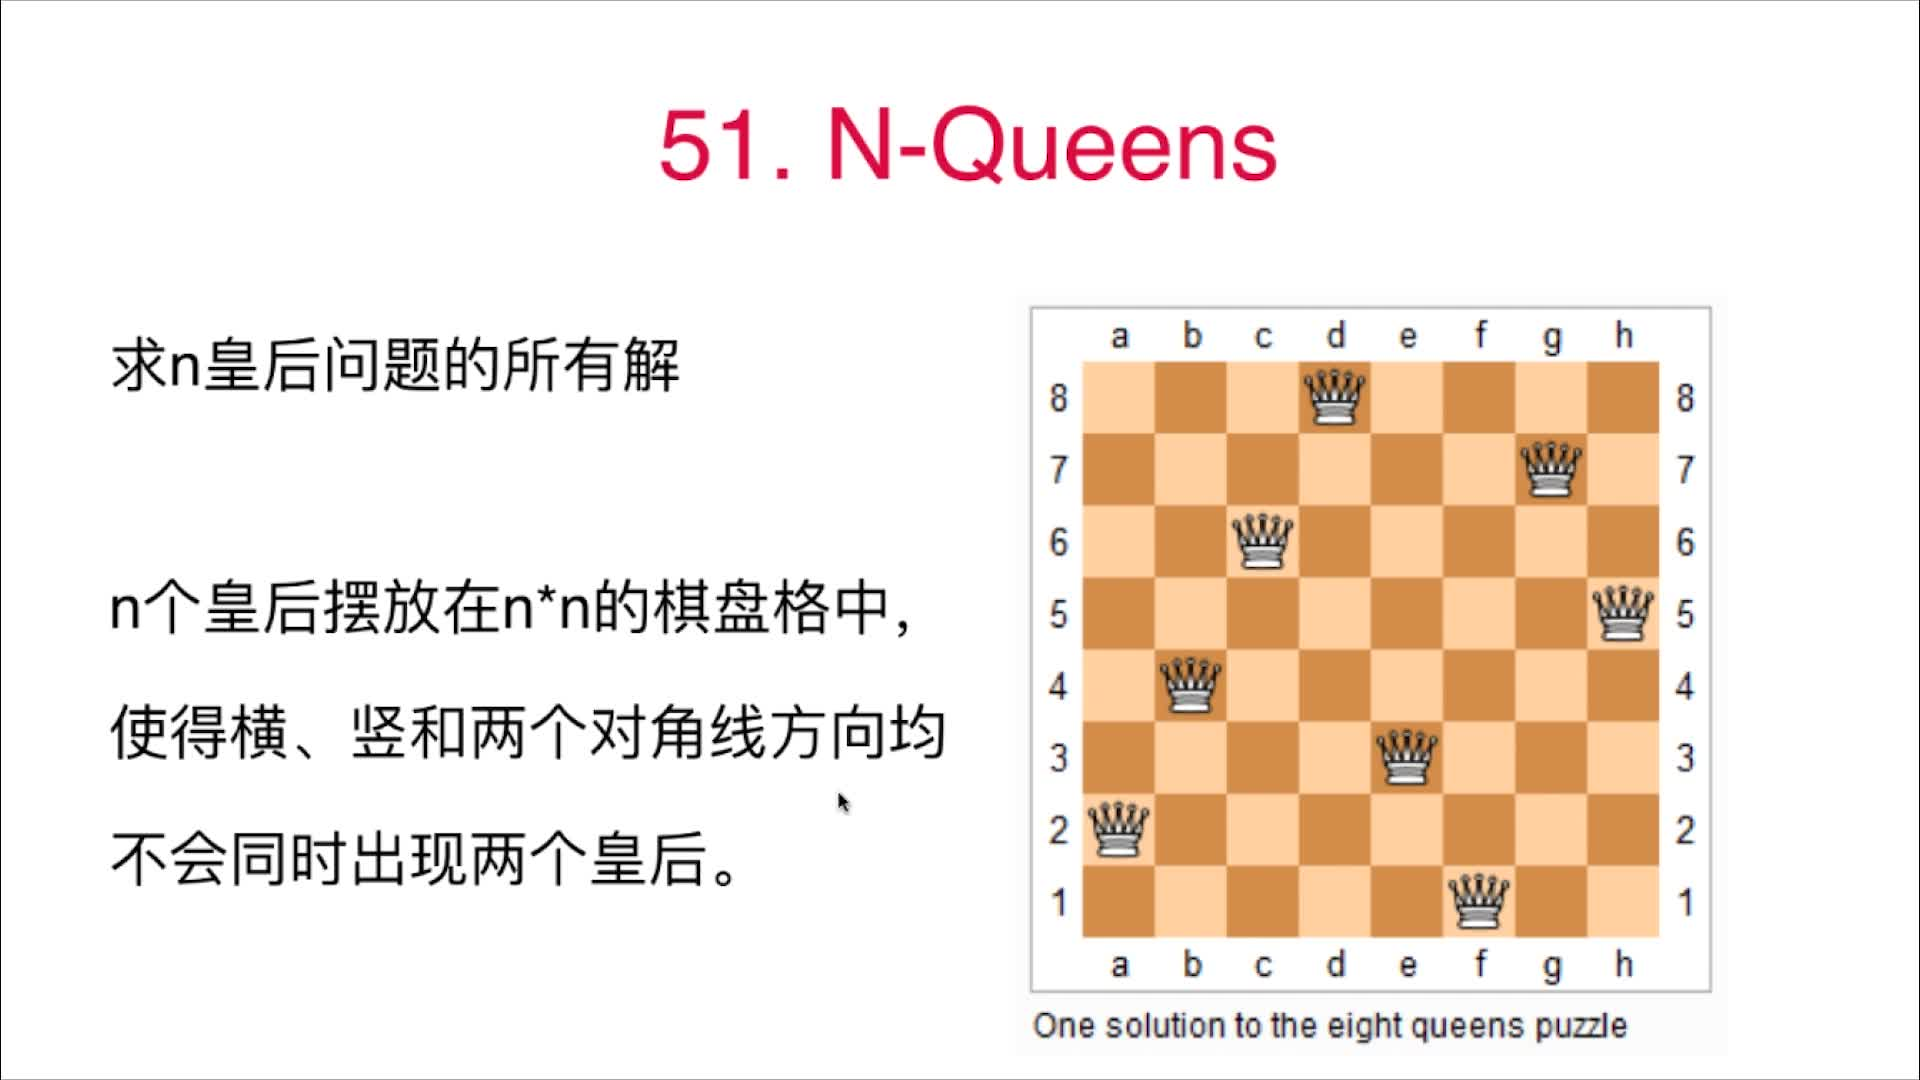 51. N-Queens
求n皇后问题的所有解
n个皇后摆放在n*n的棋盘格中，
使得横、竖和两个对角线方向均
不会同时出现两个皇后。
a b c d e f g h
8 8
7 7
6 6
5 5
4 4
3 3
2 2
1 1
a b c d e f g h
One solution to the eight queens puzzle